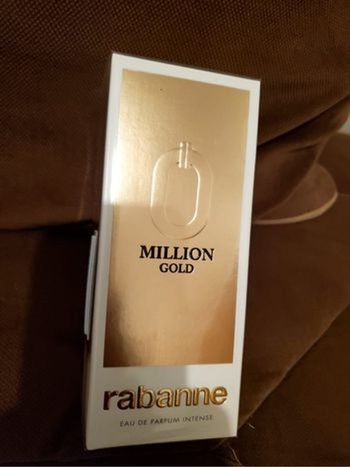 MILLION
GOLD
rabanne
EAU DE PARFUM INTENSE